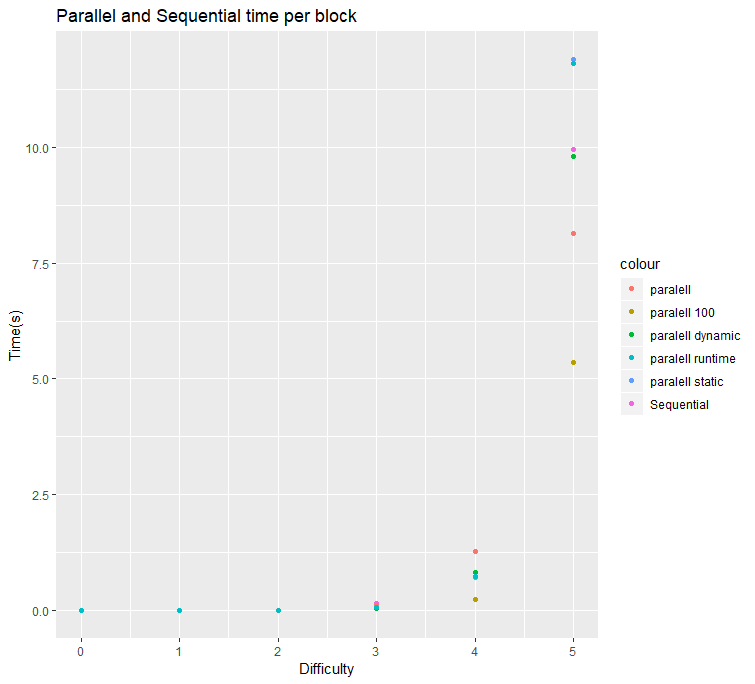 Parallel and Sequential time per block
10.0
7.5
5.0
2.5
0.0
Time(s)
0 1 2 3 4 5
Difficulty
colour
paralell
paralell 100
paralell dynamic
paralell runtime
paralell static
Sequential